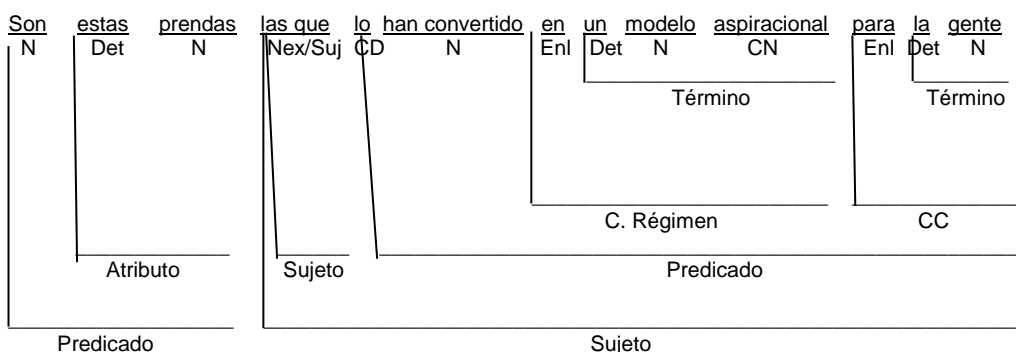 Son estas prendas las que lo han convertido en un modelo aspiracional para la gente
N Det N Nex/Suj CD N Enl Det N CN Enl Det N
Término Término
C. Régimen CC
Atributo Sujeto Predicado
Predicado Sujeto